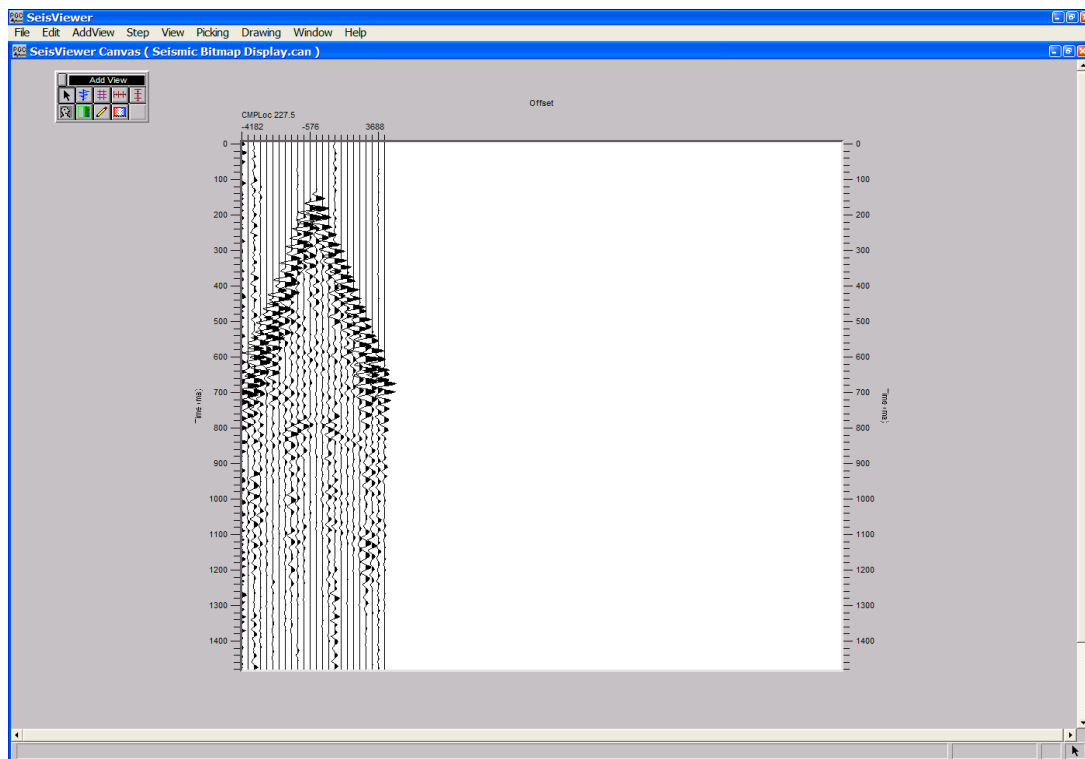 SeisViewer
File Edit AddView Step View Picking Drawing Window Help
SeisViewer Canvas ( Seismic Bitmap Display.can )
Add View
Offset
CMPLoc 227.5
-4182 -576 3688
0 0
100 100
200 200
300 300
400 400
500 500
600 600
700 700
800 800
900 900
1000 1000
1100 1100
1200 1200
1300 1300
1400 1400